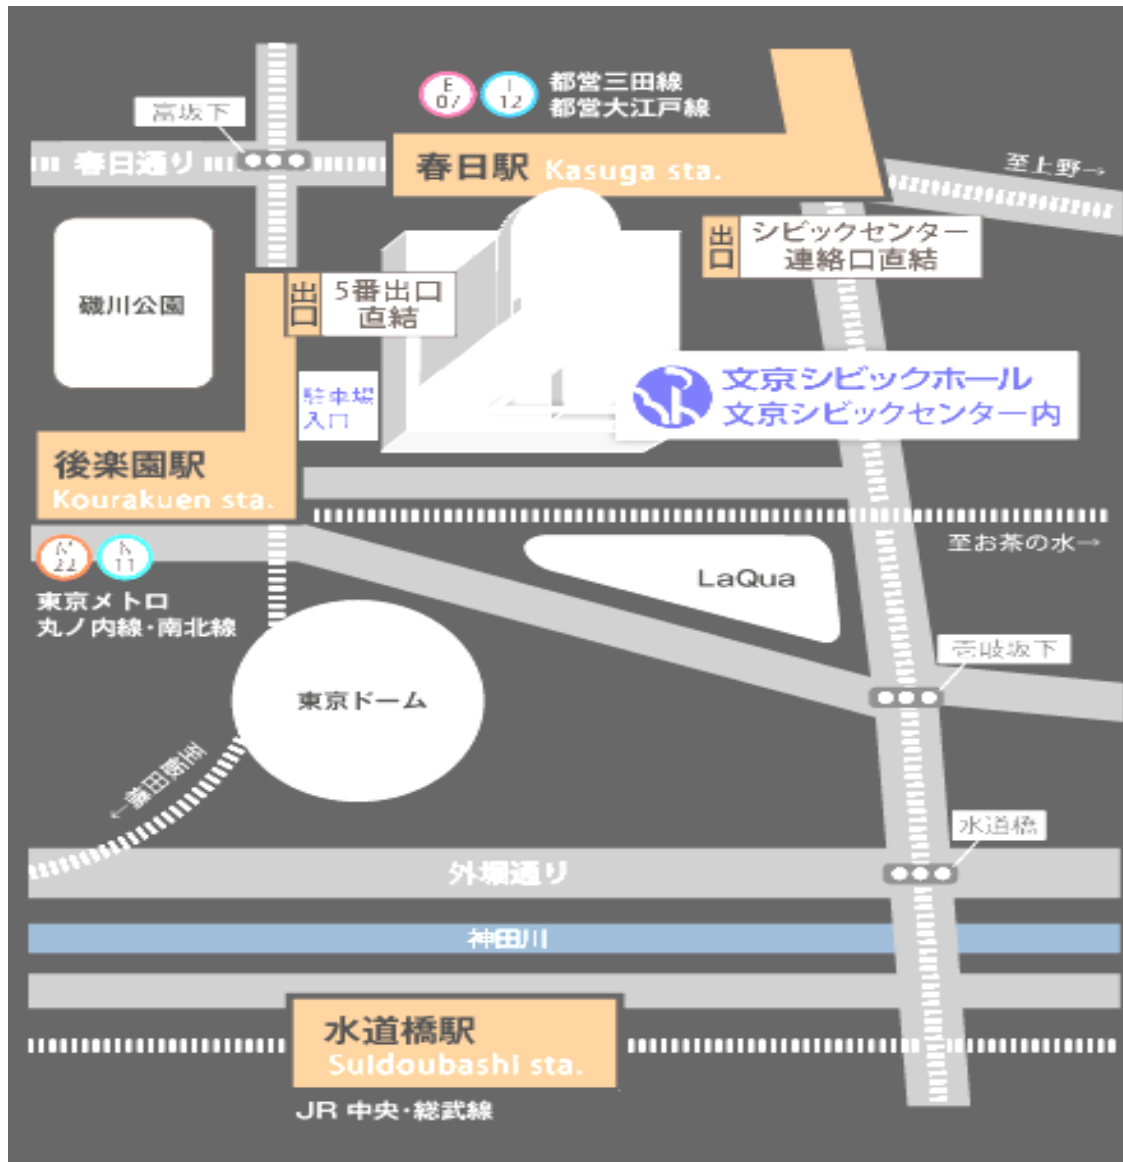 E
07
I
12
都営三田線
都営大江戸線
富坂下
春日通り
春日駅 Kasuga sta.
至上野→
出口
シビックセンター
連絡口直結
礫川公園
出口
5番出口
直結
駐車場
入口
文京シビックホール
文京シビックセンター内
後楽園駅
Kourakuen sta.
至お茶の水→
22
N
11
東京メトロ
丸ノ内線・南北線
LaQua
壱岐坂下
東京ドーム
水道橋
外堀通り
神田川
水道橋駅
Suidoubashi sta.
JR 中央・総武線